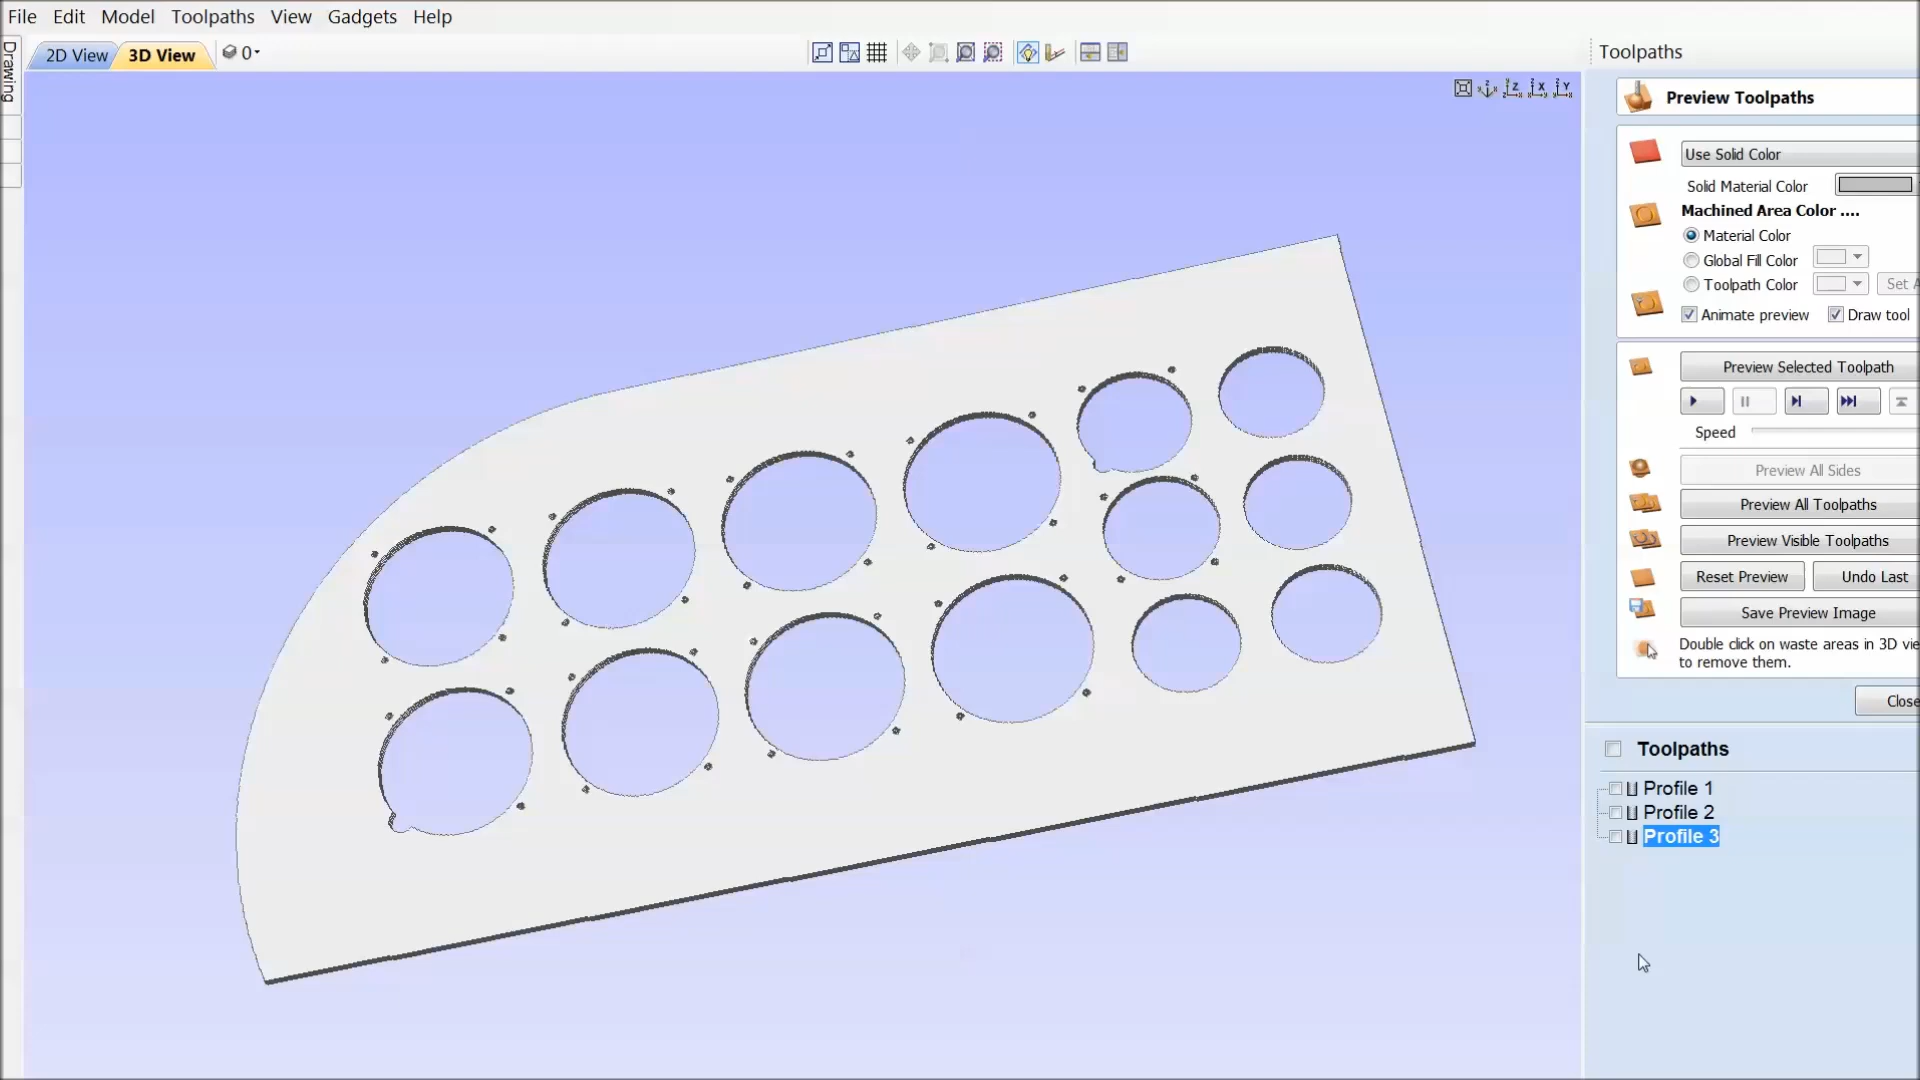 File Edit Model Toolpaths View Gadgets Help
Drawing
2D View 3D View 0
Toolpaths
Z X Y
Preview Toolpaths
Use Solid Color
Solid Material Color
Machined Area Color ....
Material Color
Global Fill Color
Toolpath Color Set A
Animate preview Draw tool
Preview Selected Toolpath
Speed
Preview All Sides
Preview All Toolpaths
Preview Visible Toolpaths
Reset Preview Undo Last
Save Preview Image
Double click on waste areas in 3D vie
to remove them.
Close
Toolpaths
Profile 1
Profile 2
Profile 3